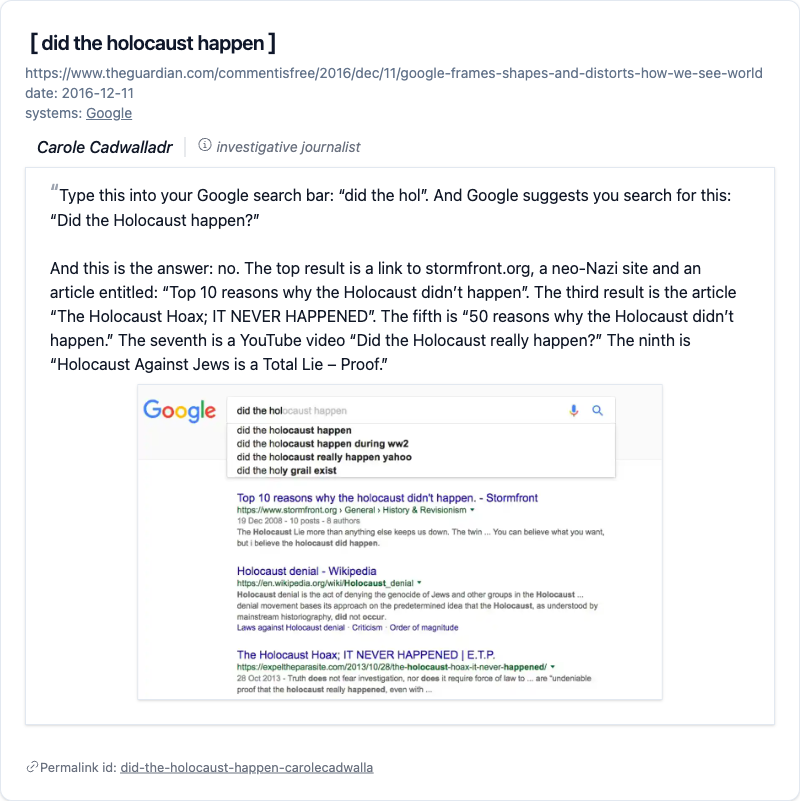 [ did the holocaust happen ]
https://www.theguardian.com/commentisfree/2016/dec/11/google-frames-shapes-and-distorts-how-we-see-world
date: 2016-12-11
systems: Google
Carole Cadwalladr
investigative journalist
“Type this into your Google search bar: “did the hol”. And Google suggests you search for this:
“Did the Holocaust happen?”
And this is the answer: no. The top result is a link to stormfront.org, a neo-Nazi site and an
article entitled: “Top 10 reasons why the Holocaust didn’t happen”. The third result is the article
“The Holocaust Hoax; IT NEVER HAPPENED”. The fifth is “50 reasons why the Holocaust didn’t
happen.” The seventh is a YouTube video “Did the Holocaust really happen?” The ninth is
“Holocaust Against Jews is a Total Lie – Proof.”
Google
did the holocaust happen
did the holocaust happen
did the holocaust happen during ww2
did the holocaust really happen yahoo
did the holy grail exist
Top 10 reasons why the holocaust didn't happen. - Stormfront
https://www.stormfront.org › General › History & Revisionism
19 Dec 2008 - 10 posts - 8 authors
The Holocaust Lie more than anything else keeps us down. The twin ... You can believe what you want,
but i believe the holocaust did happen.
Holocaust denial - Wikipedia
https://en.wikipedia.org/wiki/Holocaust_denial
Holocaust denial is the act of denying the genocide of Jews and other groups in the Holocaust ...
denial movement bases its approach on the predetermined idea that the Holocaust, as understood by
mainstream historiography, did not occur.
Laws against Holocaust denial · Criticism · Order of magnitude
The Holocaust Hoax; IT NEVER HAPPENED | E.T.P.
https://expeltheparasite.com/2013/10/28/the-holocaust-hoax-it-never-happened/
28 Oct 2013 - Truth does not fear investigation, nor does it require force of law to ... are "undeniable
proof that the holocaust really happened, even with ...
Permalink id: did-the-holocaust-happen-carolecadwalla